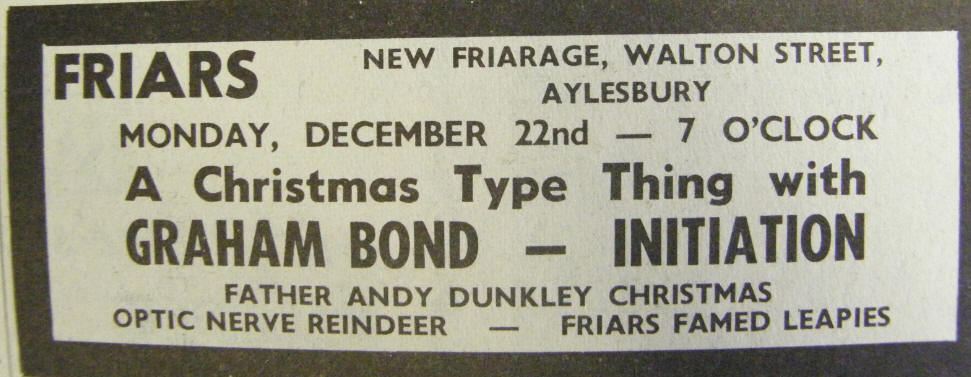 FRIARS NEW FRIARAGE, WALTON STREET,
AYLESBURY
MONDAY, DECEMBER 22nd — 7 O'CLOCK
A Christmas Type Thing with
GRAHAM BOND — INITIATION
FATHER ANDY DUNKLEY CHRISTMAS
OPTIC NERVE REINDEER — FRIARS FAMED LEAPIES